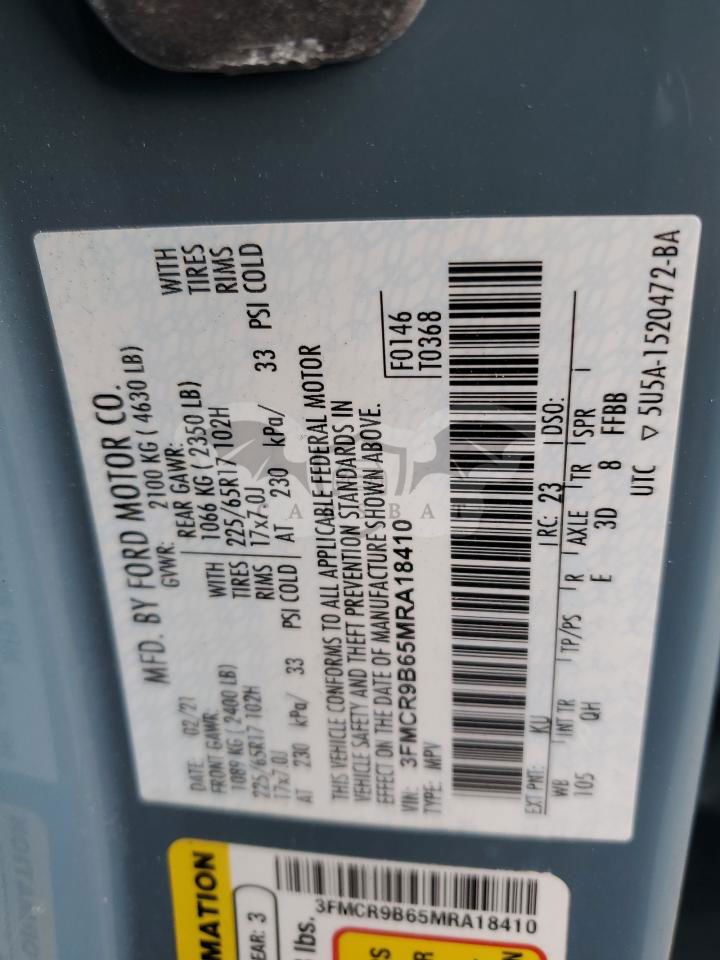 MFD. BY FORD MOTOR CO.
DATE: 02/21 GVWR: 2100 KG ( 4630 LB)
FRONT GAWR: REAR GAWR:
1089 KG ( 2400 LB) WITH 1066 KG ( 2350 LB) WITH
225/65R17 102H TIRES 225/65R17 102H TIRES
17x7.0J RIMS 17x7.0J RIMS
AT 230 kPa/ 33 PSI COLD AT 230 kPa/ 33 PSI COLD
THIS VEHICLE CONFORMS TO ALL APPLICABLE FEDERAL MOTOR
VEHICLE SAFETY AND THEFT PREVENTION STANDARDS IN
EFFECT ON THE DATE OF MANUFACTURE SHOWN ABOVE.
VIN: 3FMCR9B65MRA18410 F0146
TYPE: MPV T0368
EXT PNT: KU RC: 23 DSO:
WB INT TR TP/PS R AXLE TR SPR
105 QH E 3D 8 FFBB
UTC ▽ 5U5A-1520472-BA
CARSBAT
MATION
EAR: 3
lbs.
3FMCR9B65MRA18410